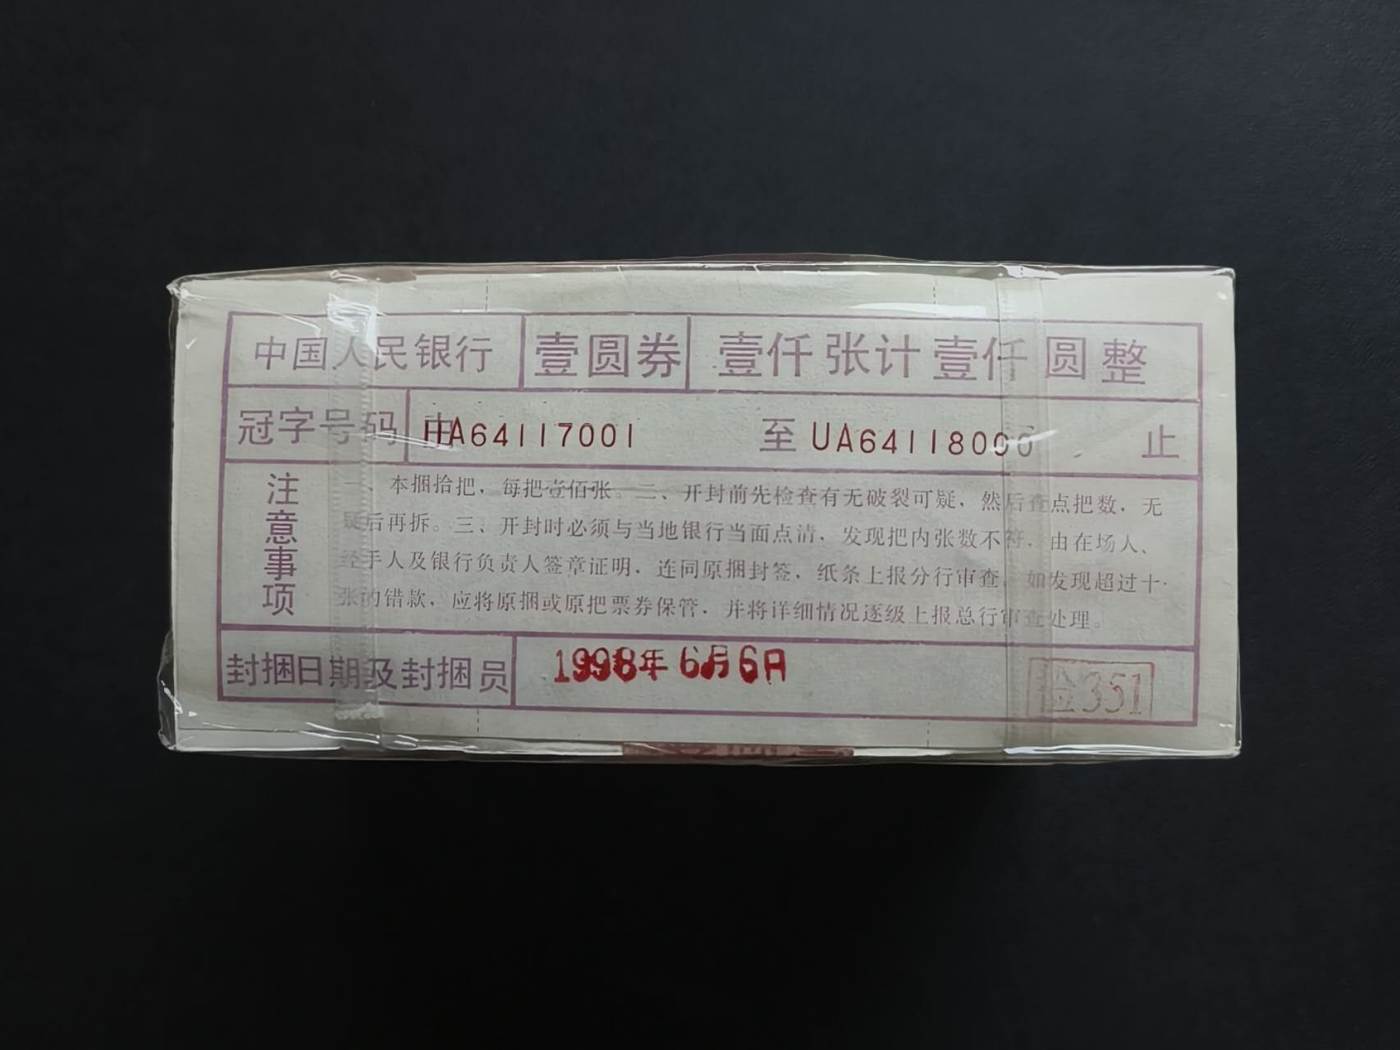 中国人民银行 壹圆券 壹仟张计壹仟圆整
冠字号码 由UA64117001 至UA64118000 止
注意事项
一、本捆拾把，每把壹佰张。二、开封前先检查有无破裂可疑，然后查点把数，无
疑后再拆。三、开封时必须与当地银行当面点清，发现把内张数不符，由在场人、
经手人及银行负责人签章证明，连同原捆封签，纸条上报分行审查，如发现超过十
张的错款，应将原捆或原把票券保管，并将详细情况逐级上报总行审查处理。
封捆日期及封捆员 1998年6月6日 检351